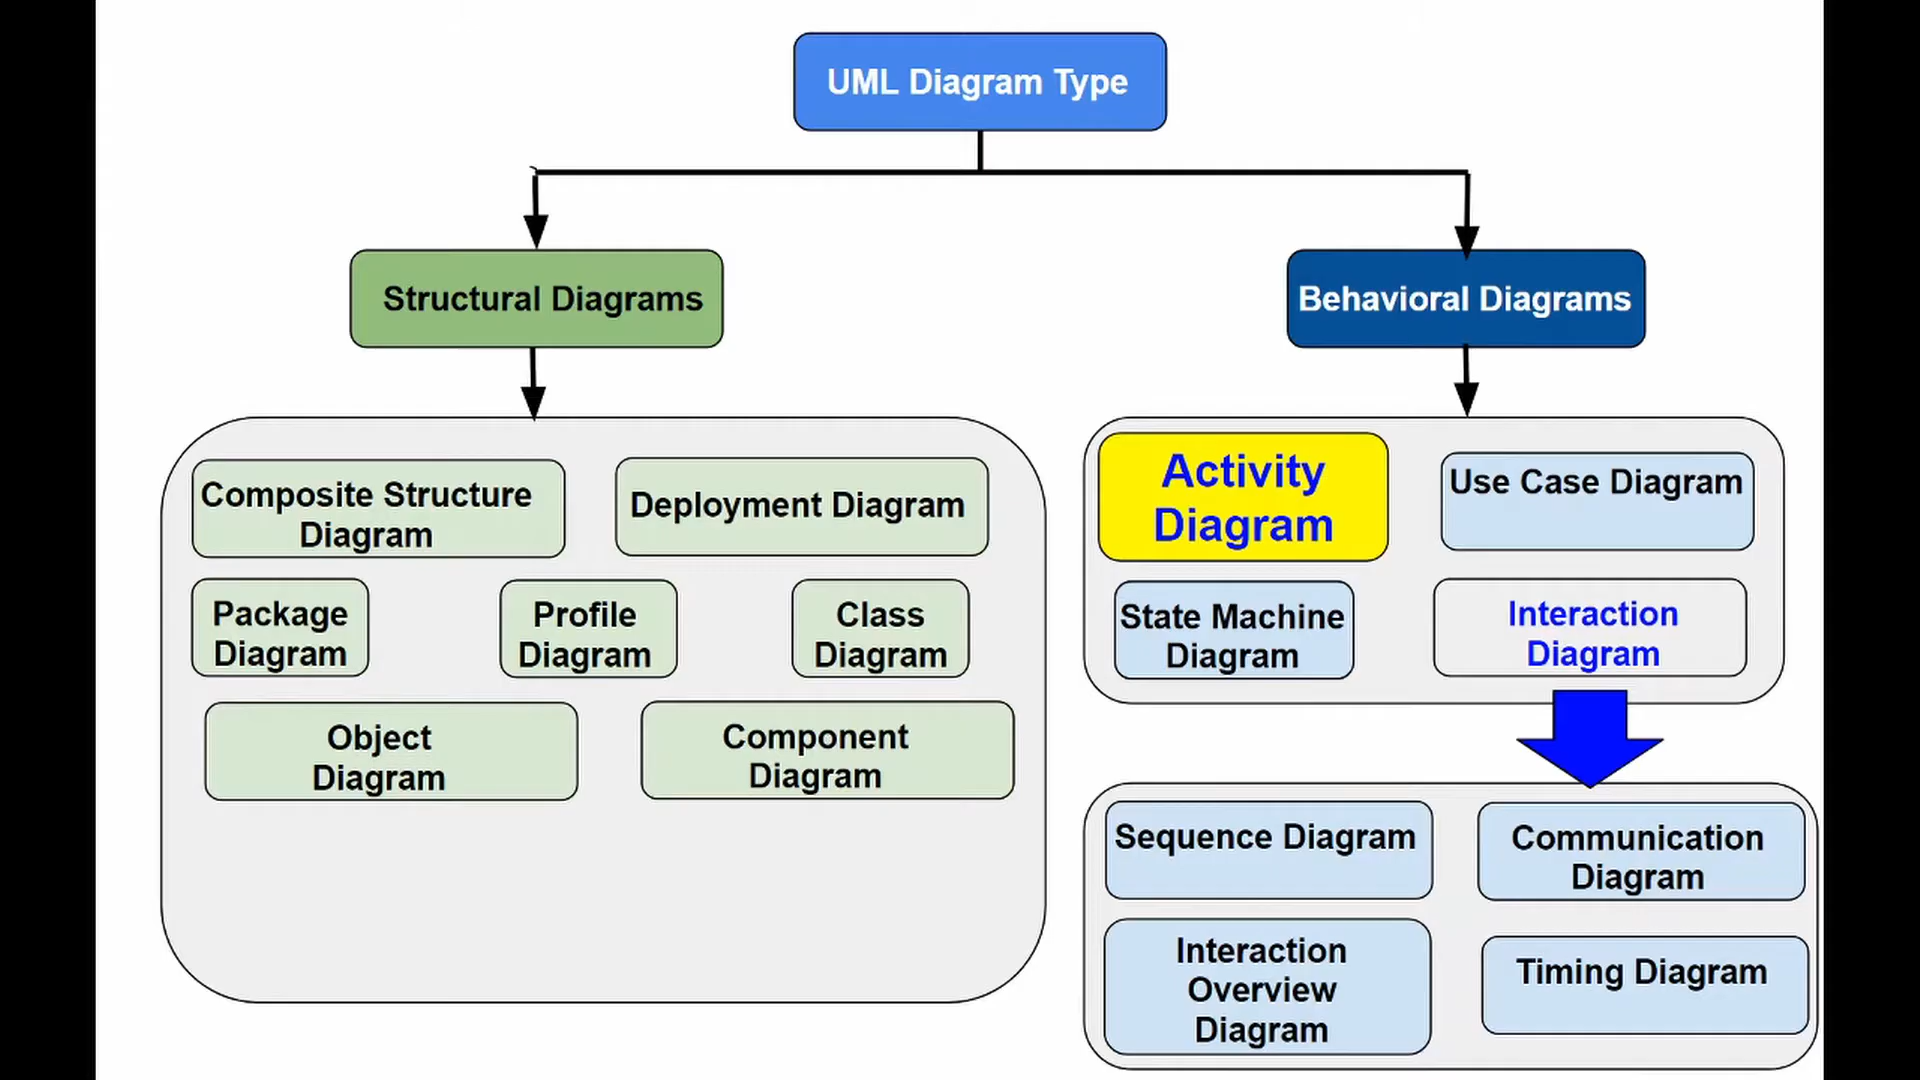 UML Diagram Type
Structural Diagrams
Behavioral Diagrams
Composite Structure
Diagram
Deployment Diagram
Package
Diagram
Profile
Diagram
Class
Diagram
Object
Diagram
Component
Diagram
Activity
Diagram
Use Case Diagram
State Machine
Diagram
Interaction
Diagram
Sequence Diagram
Communication
Diagram
Interaction
Overview
Diagram
Timing Diagram